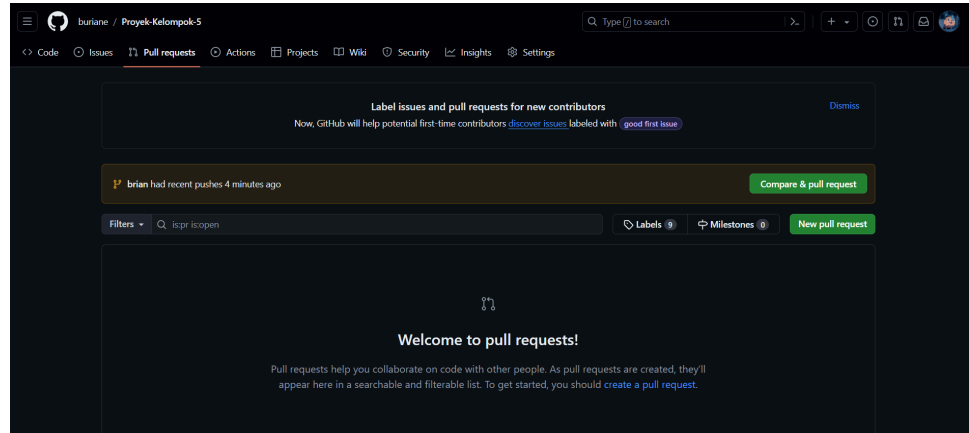 buriane / Proyek-Kelompok-5
Type / to search
Code Issues Pull requests Actions Projects Wiki Security Insights Settings
Label issues and pull requests for new contributors
Dismiss
Now, GitHub will help potential first-time contributors discover issues labeled with good first issue
brian had recent pushes 4 minutes ago
Compare & pull request
Filters is:pr is:open Labels 9 Milestones 0 New pull request
Welcome to pull requests!
Pull requests help you collaborate on code with other people. As pull requests are created, they'll
appear here in a searchable and filterable list. To get started, you should create a pull request.